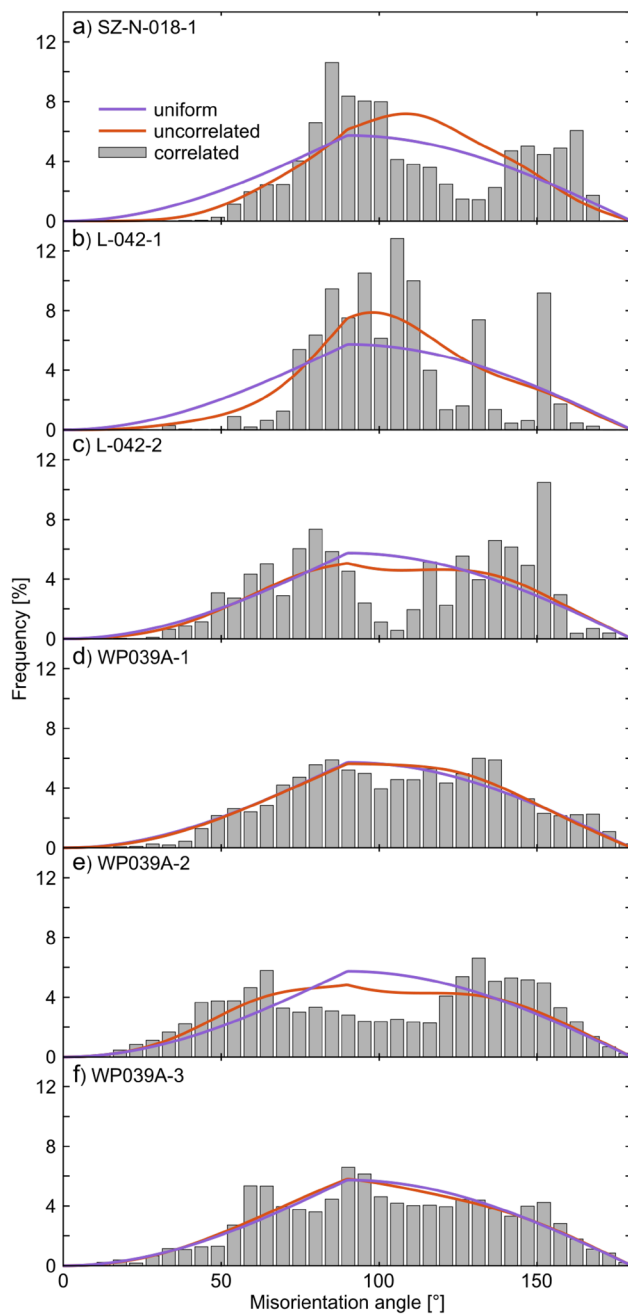 a) SZ-N-018-1
12
8
4
0
uniform
uncorrelated
correlated
b) L-042-1
12
8
4
0
c) L-042-2
12
8
4
0
Frequency [%]
d) WP039A-1
12
8
4
0
e) WP039A-2
12
8
4
0
f) WP039A-3
12
8
4
0
0 50 100 150
Misorientation angle [°]